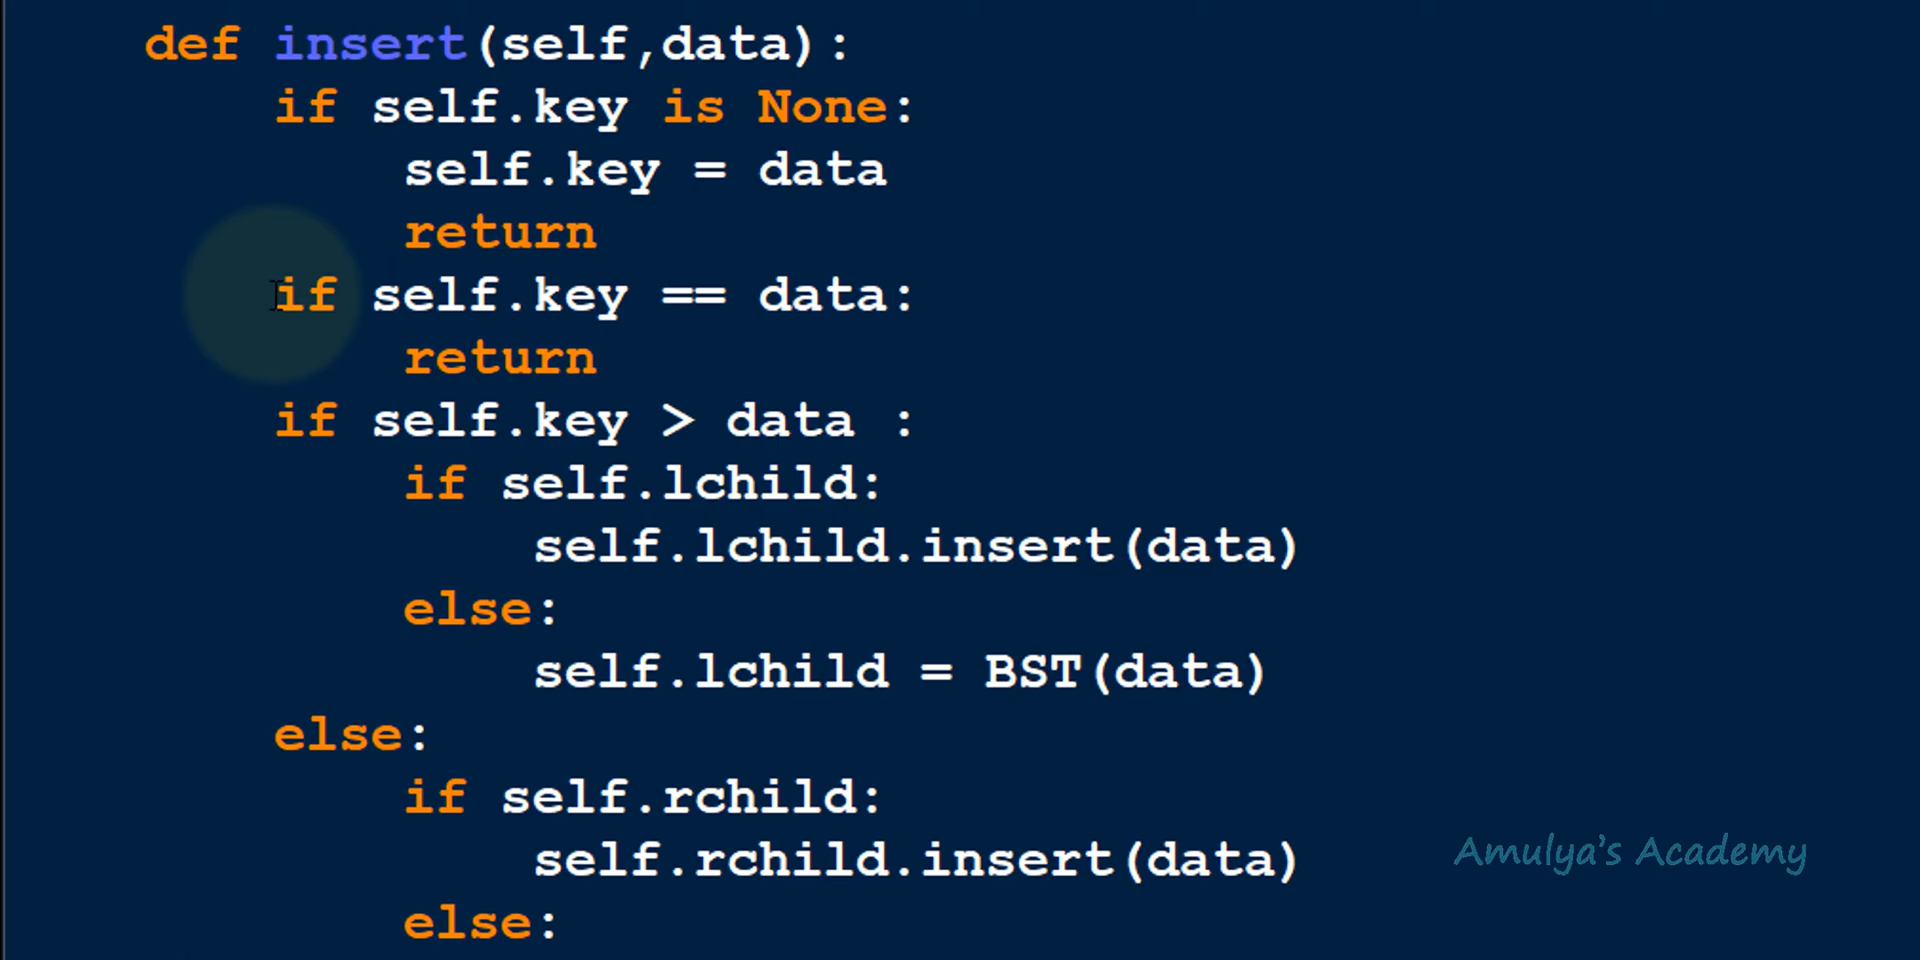 def insert(self,data):
if self.key is None:
self.key = data
return
if self.key == data:
return
if self.key > data :
if self.lchild:
self.lchild.insert(data)
else:
self.lchild = BST(data)
else:
if self.rchild:
self.rchild.insert(data)
else:
Amulya's Academy